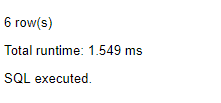 6 row(s)
Total runtime: 1.549 ms
SQL executed.